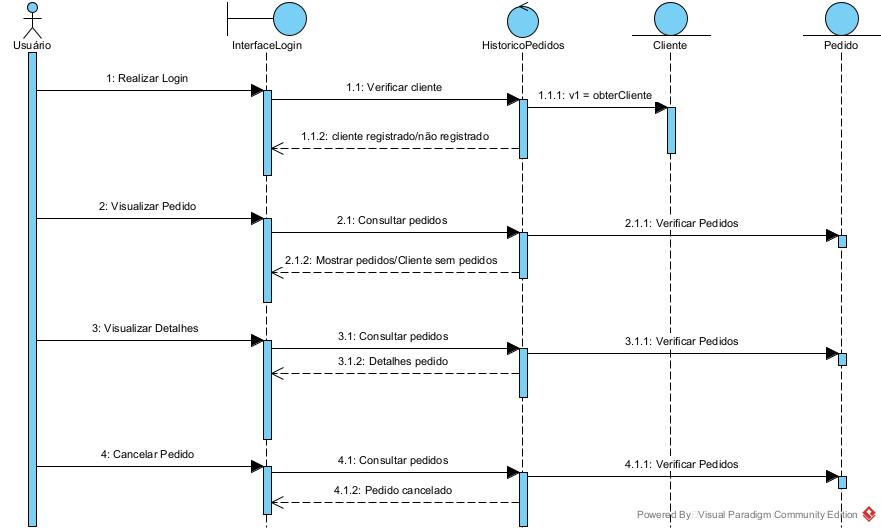 Usuário
InterfaceLogin
HistoricoPedidos
Cliente
Pedido
1: Realizar Login
1.1: Verificar cliente
1.1.1: v1 = obterCliente
1.1.2: cliente registrado/não registrado
2: Visualizar Pedido
2.1: Consultar pedidos
2.1.1: Verificar Pedidos
2.1.2: Mostrar pedidos/Cliente sem pedidos
3: Visualizar Detalhes
3.1: Consultar pedidos
3.1.1: Verificar Pedidos
3.1.2: Detalhes pedido
4: Cancelar Pedido
4.1: Consultar pedidos
4.1.1: Verificar Pedidos
4.1.2: Pedido cancelado
Powered By Visual Paradigm Community Edition